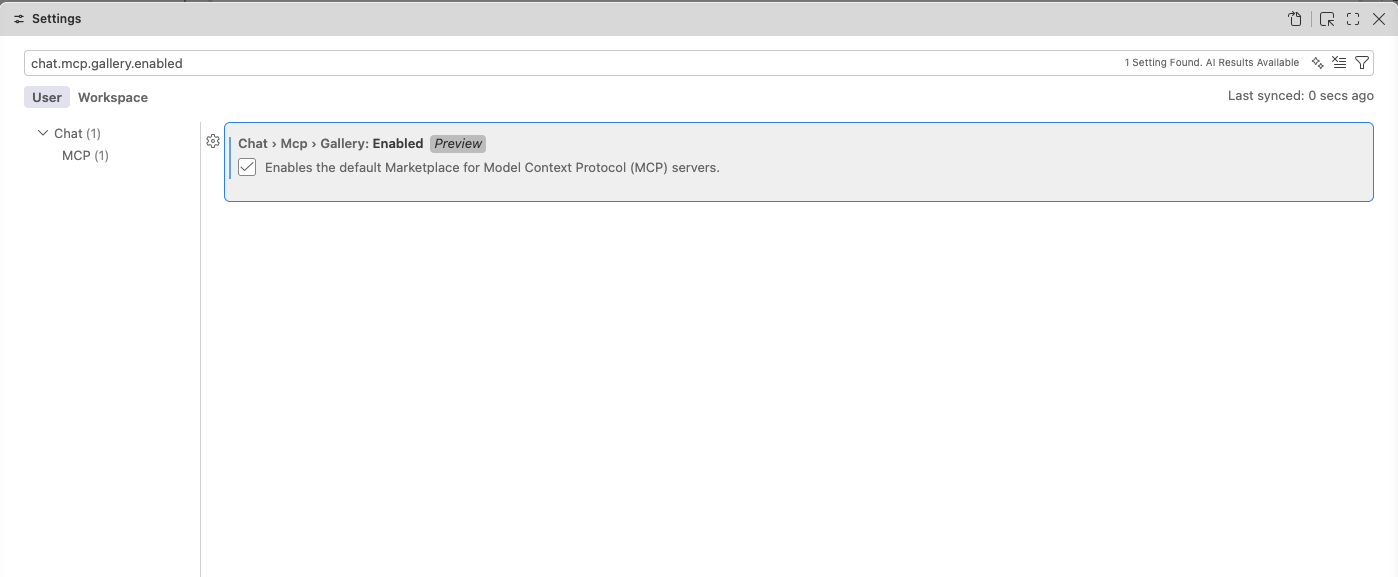 Settings
chat.mcp.gallery.enabled
1 Setting Found. AI Results Available
User Workspace
Last synced: 0 secs ago
Chat (1)
MCP (1)
Chat › Mcp › Gallery: Enabled Preview
Enables the default Marketplace for Model Context Protocol (MCP) servers.